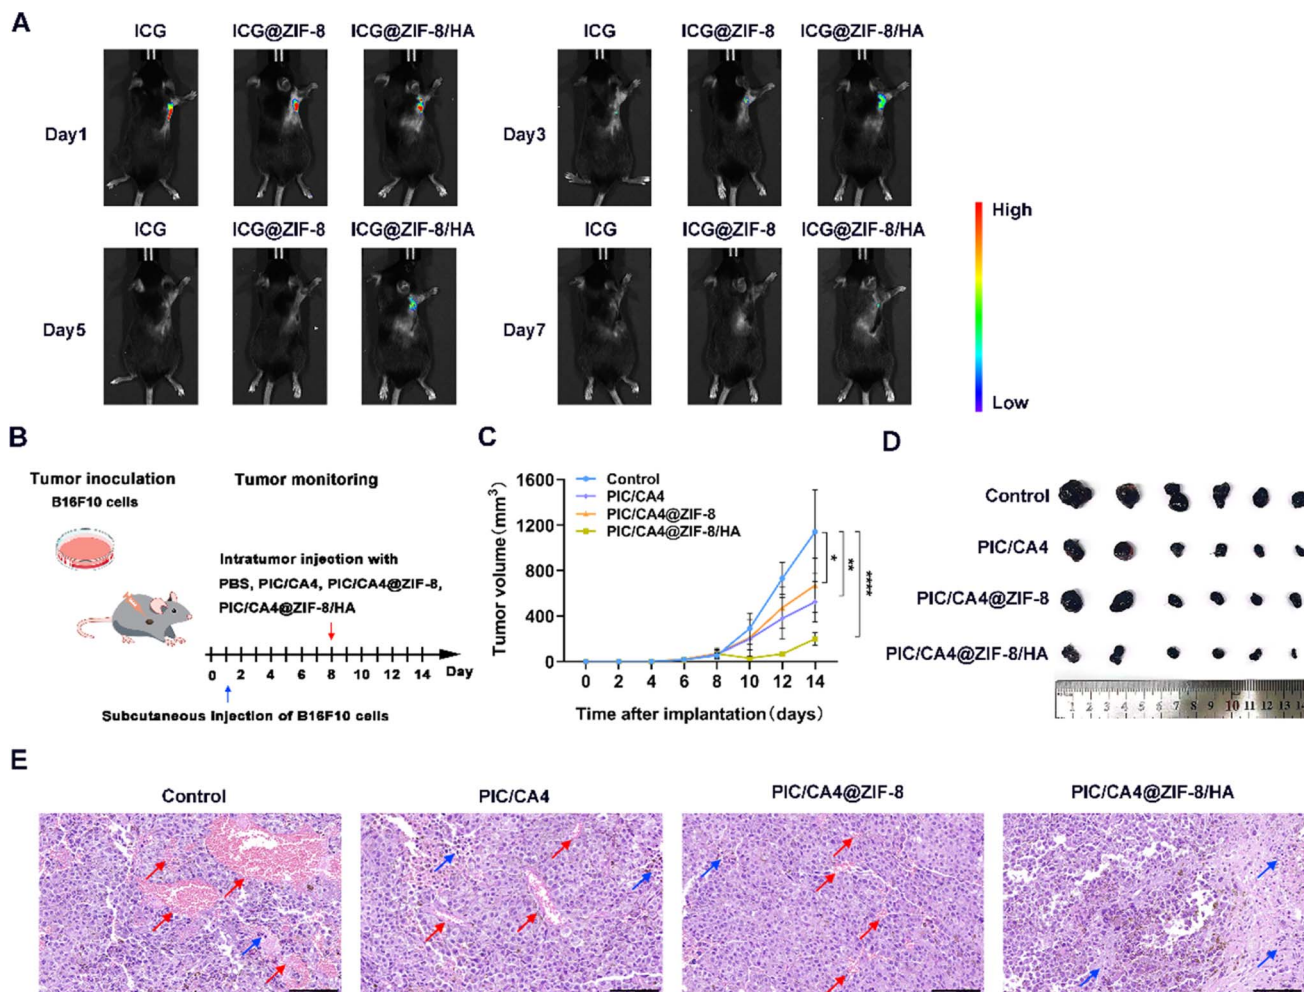 A
ICG ICG@ZIF-8 ICG@ZIF-8/HA ICG ICG@ZIF-8 ICG@ZIF-8/HA
Day1 Day3
ICG ICG@ZIF-8 ICG@ZIF-8/HA ICG ICG@ZIF-8 ICG@ZIF-8/HA
Day5 Day7
High
Low
B
Tumor inoculation
B16F10 cells
Tumor monitoring
Intratumor injection with
PBS, PIC/CA4, PIC/CA4@ZIF-8,
PIC/CA4@ZIF-8/HA
0 2 4 6 8 10 12 14 Day
Subcutaneous Injection of B16F10 cells
C
Tumor volume(mm³)
1600
1200
800
400
0
Control
PIC/CA4
PIC/CA4@ZIF-8
PIC/CA4@ZIF-8/HA
*
**
****
0 2 4 6 8 10 12 14
Time after implantation(days)
D
Control
PIC/CA4
PIC/CA4@ZIF-8
PIC/CA4@ZIF-8/HA
1 2 3 4 5 6 7 8 9 10 11 12 13 14
E
Control PIC/CA4 PIC/CA4@ZIF-8 PIC/CA4@ZIF-8/HA